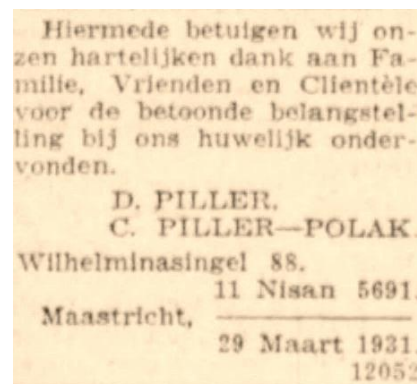 Hiermede betuigen wij on-
zen hartelijken dank aan Fa-
milie, Vrienden en Clientèle
voor de betoonde belangstel-
ling bij ons huwelijk onder-
vonden.
D. PILLER.
C. PILLER—POLAK.
Wilhelminasingel 88.
11 Nisan 5691.
Maastricht,
29 Maart 1931.
12052